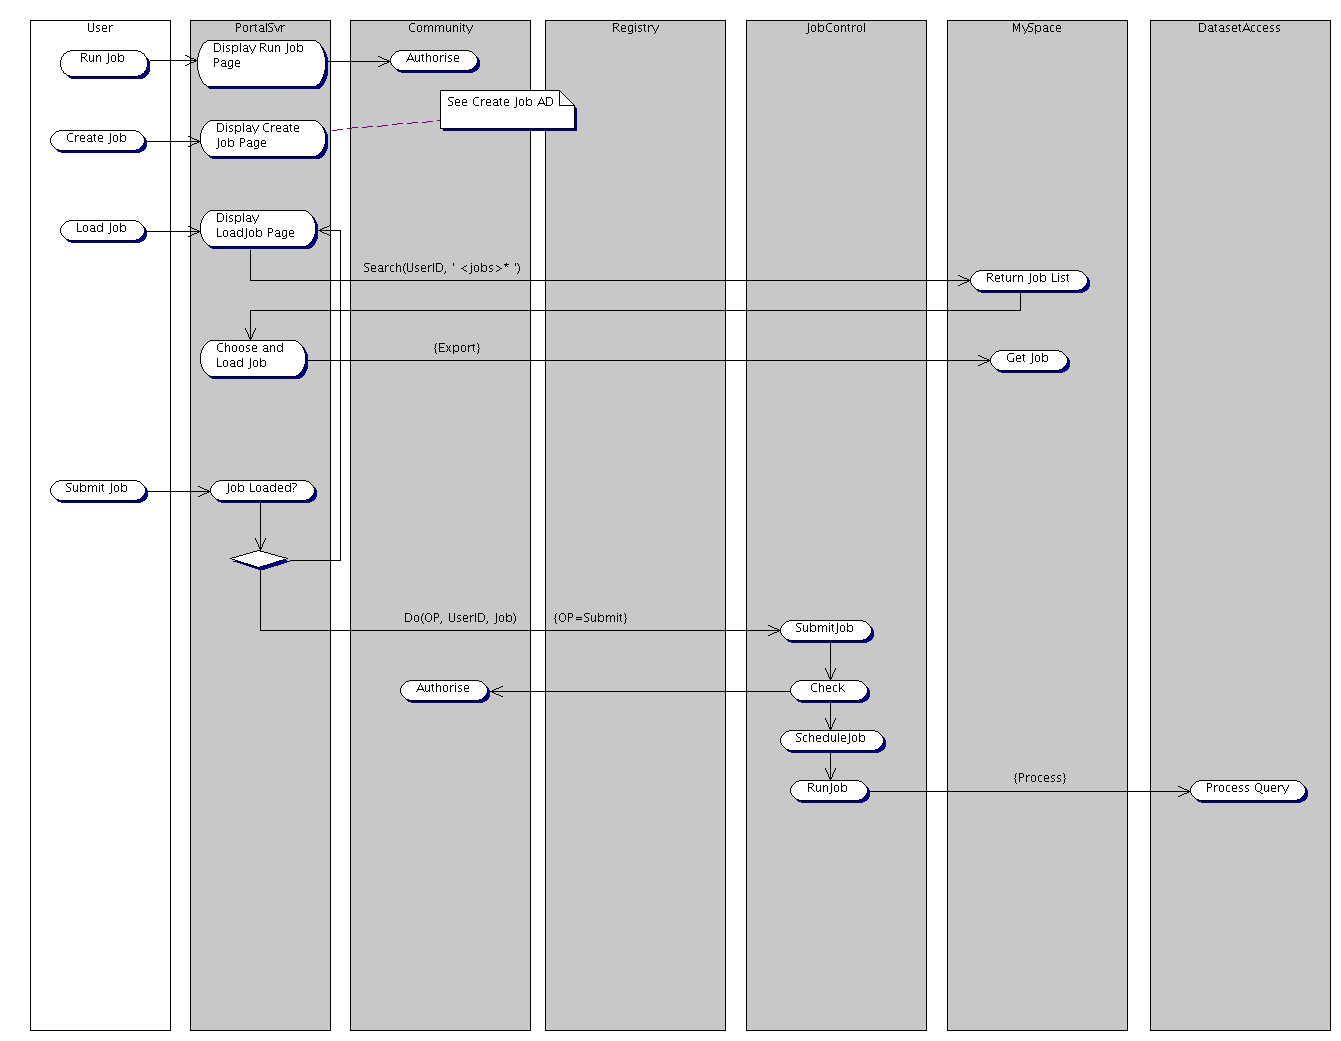 User
PortalSvr
Community
Registry
JobControl
MySpace
DatasetAccess
Run Job
Display Run Job
Page
Authorise
See Create Job AD
Create Job
Display Create
Job Page
Load Job
Display
LoadJob Page
Search(UserID, ' <jobs>* ')
Return Job List
Choose and
Load Job
{Export}
Get Job
Submit Job
Job Loaded?
Do(OP, UserID, Job)
{OP=Submit}
SubmitJob
Authorise
Check
ScheduleJob
RunJob
{Process}
Process Query